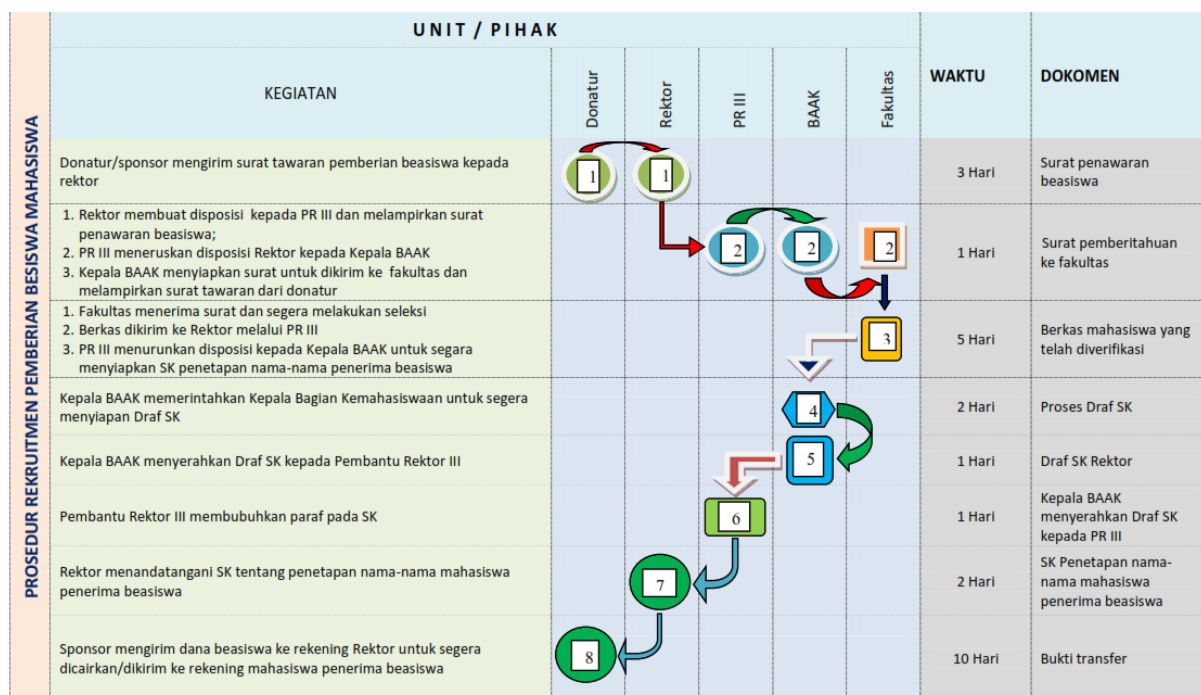 PROSEDUR REKRUITMEN PEMBERIAN BESISWA MAHASISWA
UNIT / PIHAK
KEGIATAN
Donatur
Rektor
PR III
BAAK
Fakultas
WAKTU
DOKOMEN
Donatur/sponsor mengirim surat tawaran pemberian beasiswa kepada
rektor
1
1
3 Hari
Surat penawaran
beasiswa
1. Rektor membuat disposisi kepada PR III dan melampirkan surat
penawaran beasiswa;
2. PR III meneruskan disposisi Rektor kepada Kepala BAAK
3. Kepala BAAK menyiapkan surat untuk dikirim ke fakultas dan
melampirkan surat tawaran dari donatur
2
2
2
1 Hari
Surat pemberitahuan
ke fakultas
1. Fakultas menerima surat dan segera melakukan seleksi
2. Berkas dikirim ke Rektor melalui PR III
3. PR III menurunkan disposisi kepada Kepala BAAK untuk segara
menyiapkan SK penetapan nama-nama penerima beasiswa
3
5 Hari
Berkas mahasiswa yang
telah diverifikasi
Kepala BAAK memerintahkan Kepala Bagian Kemahasiswaan untuk segera
menyiapan Draf SK
4
2 Hari
Proses Draf SK
Kepala BAAK menyerahkan Draf SK kepada Pembantu Rektor III
5
1 Hari
Draf SK Rektor
Pembantu Rektor III membubuhkan paraf pada SK
6
1 Hari
Kepala BAAK
menyerahkan Draf SK
kepada PR III
Rektor menandatangani SK tentang penetapan nama-nama mahasiswa
penerima beasiswa
7
2 Hari
SK Penetapan nama-
nama mahasiswa
penerima beasiswa
Sponsor mengirim dana beasiswa ke rekening Rektor untuk segera
dicairkan/dikirim ke rekening mahasiswa penerima beasiswa
8
10 Hari
Bukti transfer